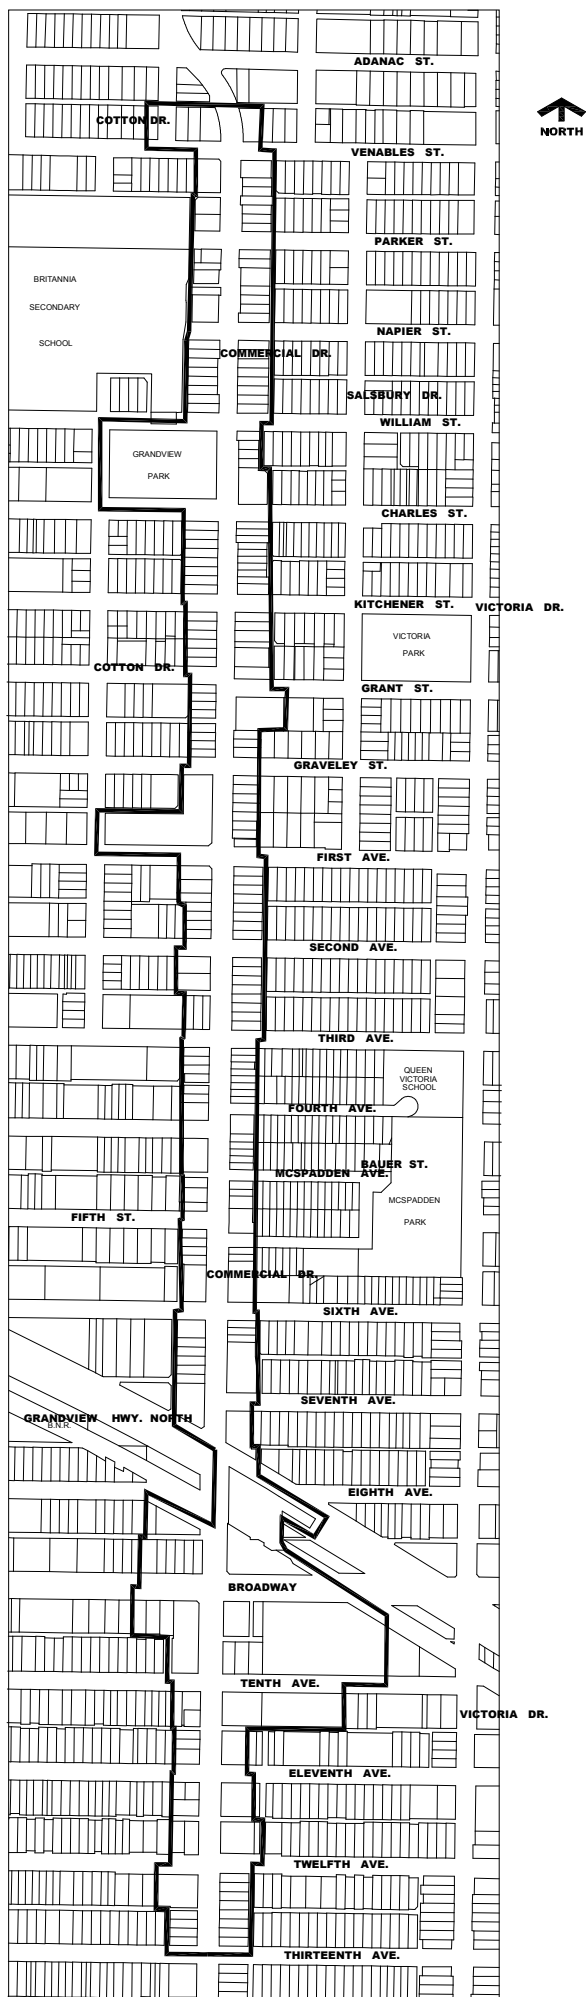 ADANAC ST.
COTTON DR.
NORTH
VENABLES ST.
PARKER ST.
BRITANNIA
SECONDARY
SCHOOL
NAPIER ST.
COMMERCIAL DR.
SALSBURY DR.
WILLIAM ST.
GRANDVIEW
PARK
CHARLES ST.
KITCHENER ST.
VICTORIA DR.
VICTORIA
PARK
COTTON DR.
GRANT ST.
GRAVELEY ST.
FIRST AVE.
SECOND AVE.
THIRD AVE.
QUEEN
VICTORIA
SCHOOL
FOURTH AVE.
BAUER ST.
MCSPADDEN AVE.
MCSPADDEN
PARK
FIFTH ST.
COMMERCIAL DR.
SIXTH AVE.
SEVENTH AVE.
GRANDVIEW HWY. NORTH
B.N.R.
EIGHTH AVE.
BROADWAY
TENTH AVE.
VICTORIA DR.
ELEVENTH AVE.
TWELFTH AVE.
THIRTEENTH AVE.